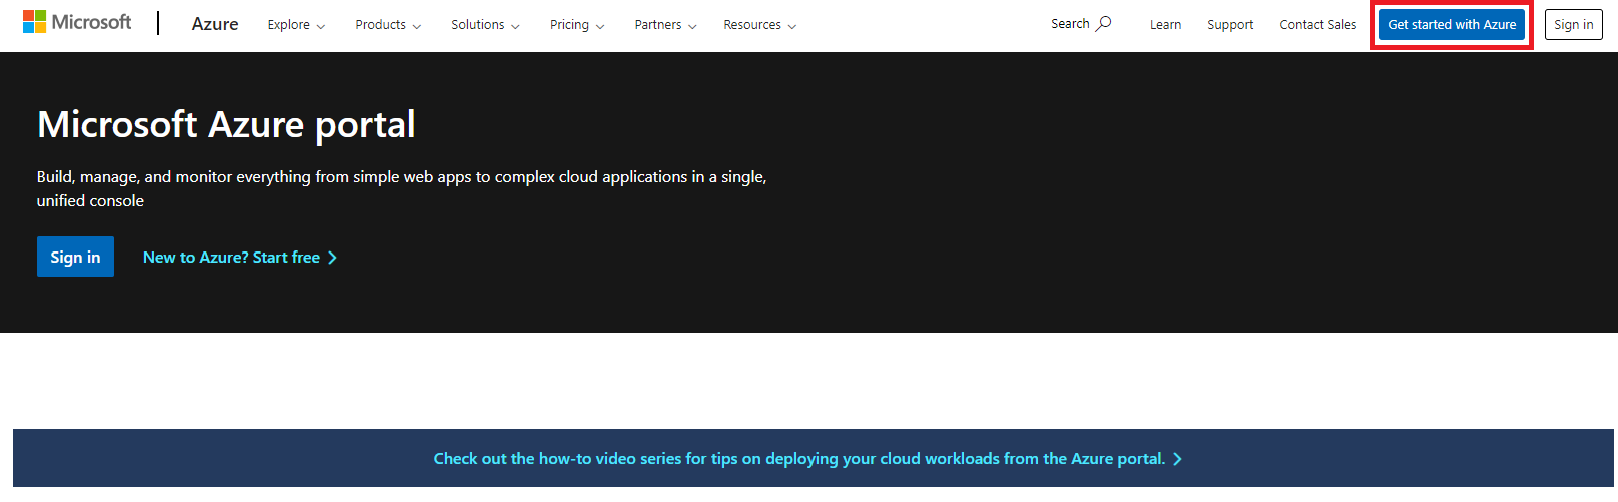 Microsoft Azure Explore Products Solutions Pricing Partners Resources Search Learn Support Contact Sales Get started with Azure Sign in
Microsoft Azure portal
Build, manage, and monitor everything from simple web apps to complex cloud applications in a single,
unified console
Sign in New to Azure? Start free
Check out the how-to video series for tips on deploying your cloud workloads from the Azure portal.